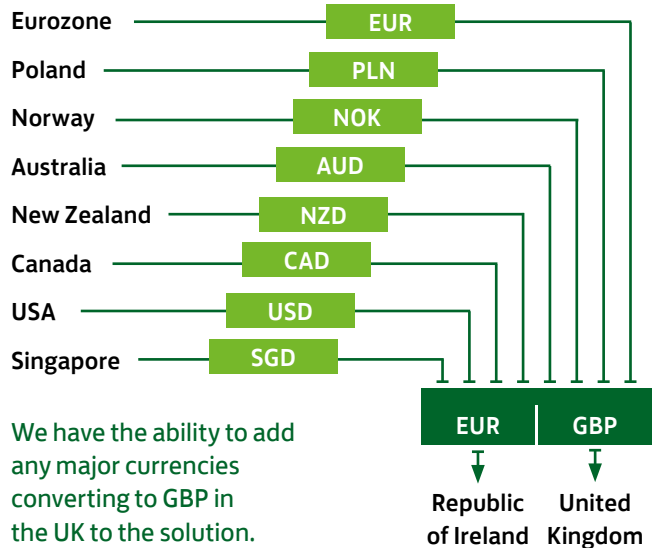 Eurozone EUR
Poland PLN
Norway NOK
Australia AUD
New Zealand NZD
Canada CAD
USA USD
Singapore SGD
EUR GBP
Republic of Ireland
United Kingdom
We have the ability to add
any major currencies
converting to GBP in
the UK to the solution.